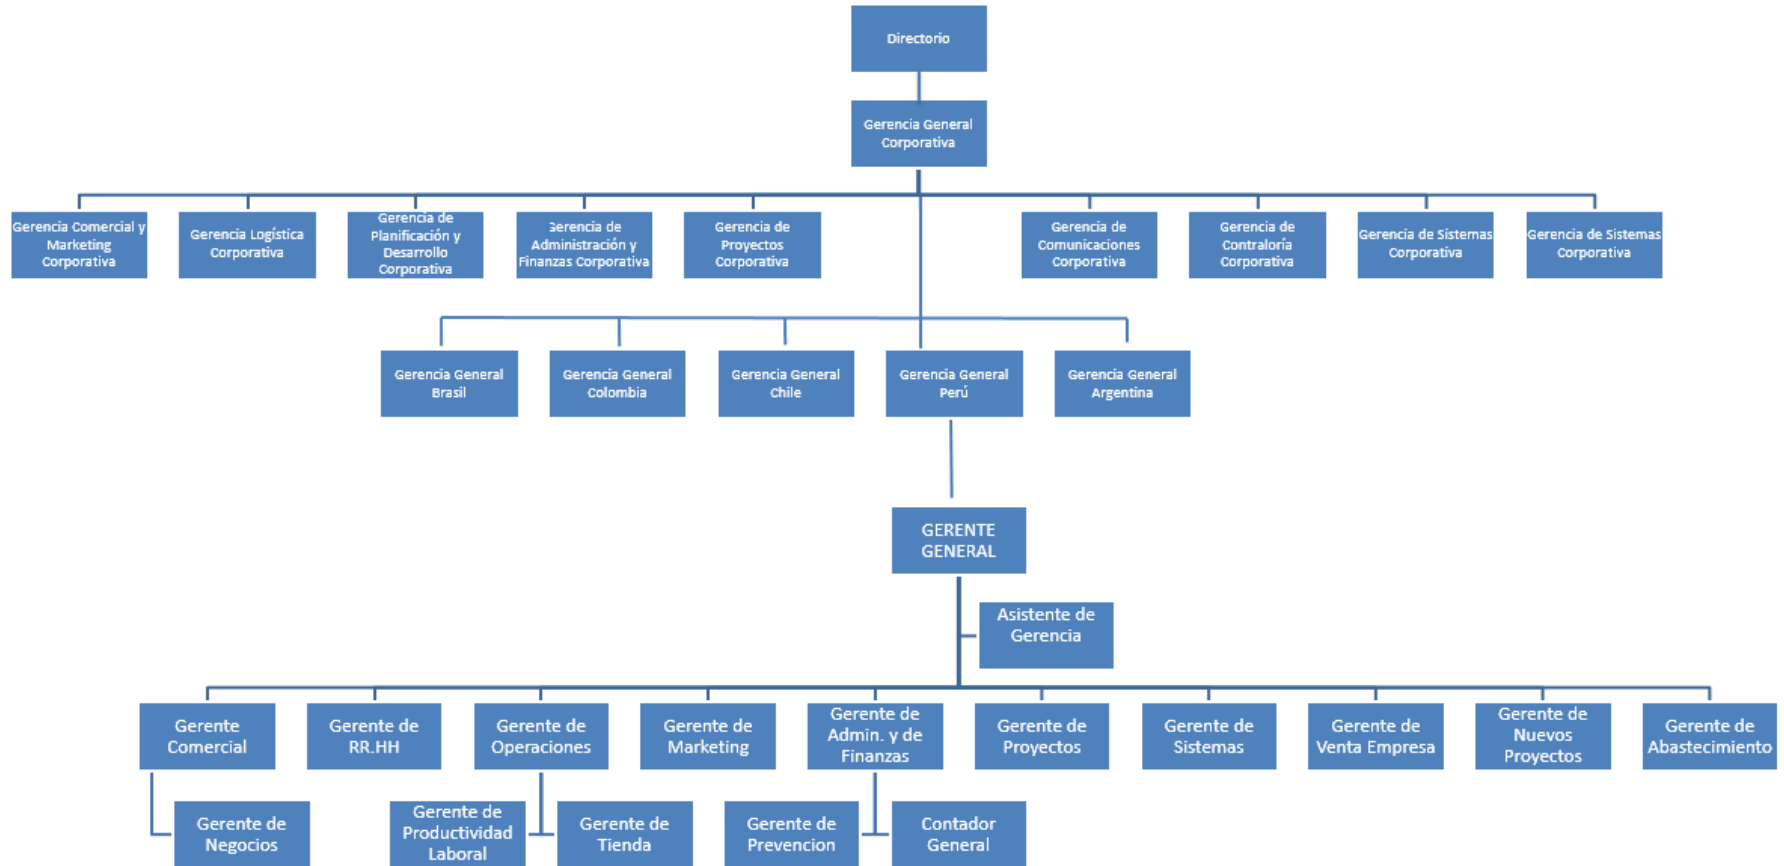 Directorio
Gerencia General
Corporativa
Gerencia Comercial y
Marketing
Corporativa
Gerencia Logística
Corporativa
Gerencia de
Planificación y
Desarrollo
Corporativa
Gerencia de
Administración y
Finanzas Corporativa
Gerencia de
Proyectos
Corporativa
Gerencia de
Comunicaciones
Corporativa
Gerencia de
Contraloría
Corporativa
Gerencia de Sistemas
Corporativa
Gerencia de Sistemas
Corporativa
Gerencia General
Brasil
Gerencia General
Colombia
Gerencia General
Chile
Gerencia General
Perú
Gerencia General
Argentina
GERENTE
GENERAL
Asistente de
Gerencia
Gerente
Comercial
Gerente de
RR.HH
Gerente de
Operaciones
Gerente de
Marketing
Gerente de
Admin. y de
Finanzas
Gerente de
Proyectos
Gerente de
Sistemas
Gerente de
Venta Empresa
Gerente de
Nuevos
Proyectos
Gerente de
Abastecimiento
Gerente de
Negocios
Gerente de
Productividad
Laboral
Gerente de
Tienda
Gerente de
Prevencion
Contador
General